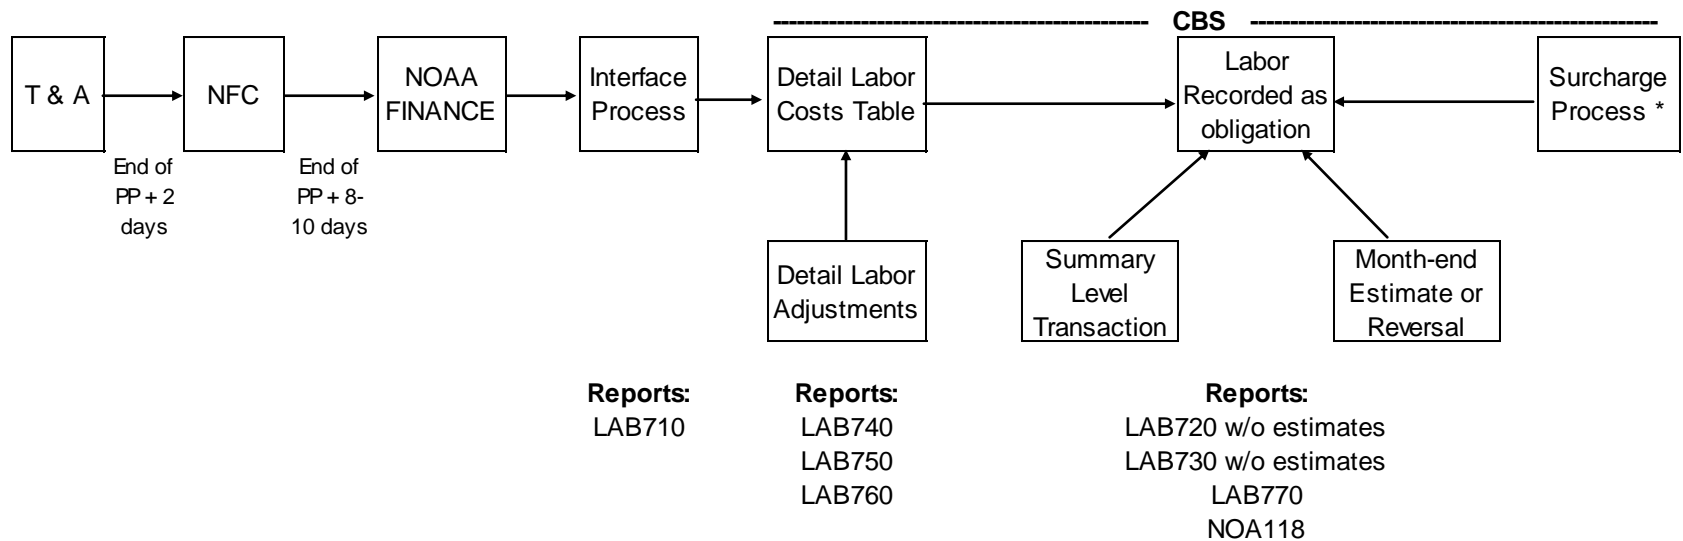 CBS
T & A
NFC
NOAA
FINANCE
Interface
Process
Detail Labor
Costs Table
Labor
Recorded as
obligation
Surcharge
Process *
End of
PP + 2
days
End of
PP + 8-
10 days
Detail Labor
Adjustments
Summary
Level
Transaction
Month-end
Estimate or
Reversal
Reports:
LAB710
Reports:
LAB740
LAB750
LAB760
Reports:
LAB720 w/o estimates
LAB730 w/o estimates
LAB770
NOA118